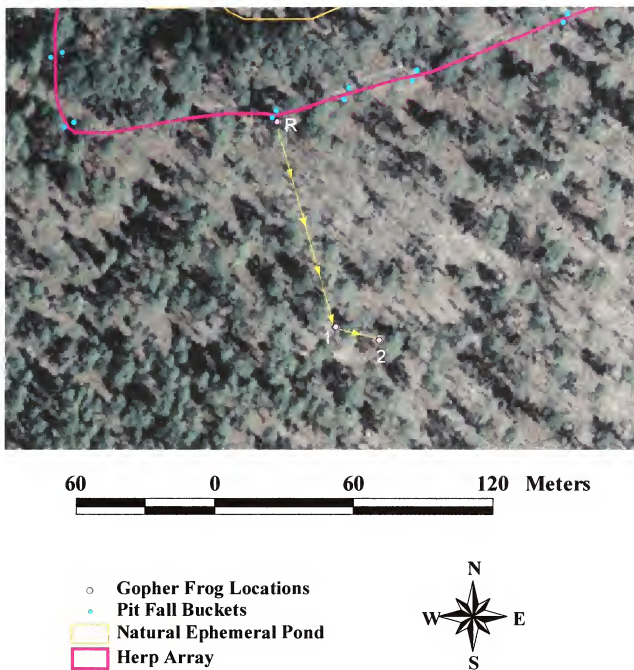 R
1
2
60 0 60 120 Meters
Gopher Frog Locations
Pit Fall Buckets
Natural Ephemeral Pond
Herp Array
N
W E
S